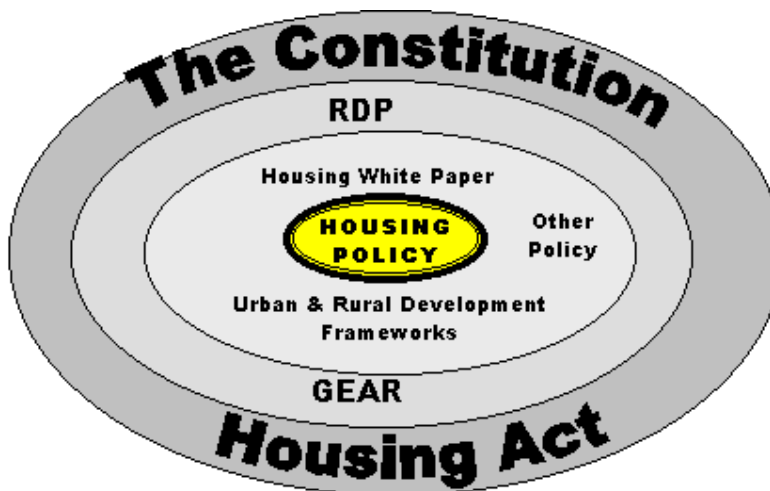 The Constitution
RDP
Housing White Paper
HOUSING
POLICY
Other
Policy
Urban & Rural Development
Frameworks
GEAR
Housing Act